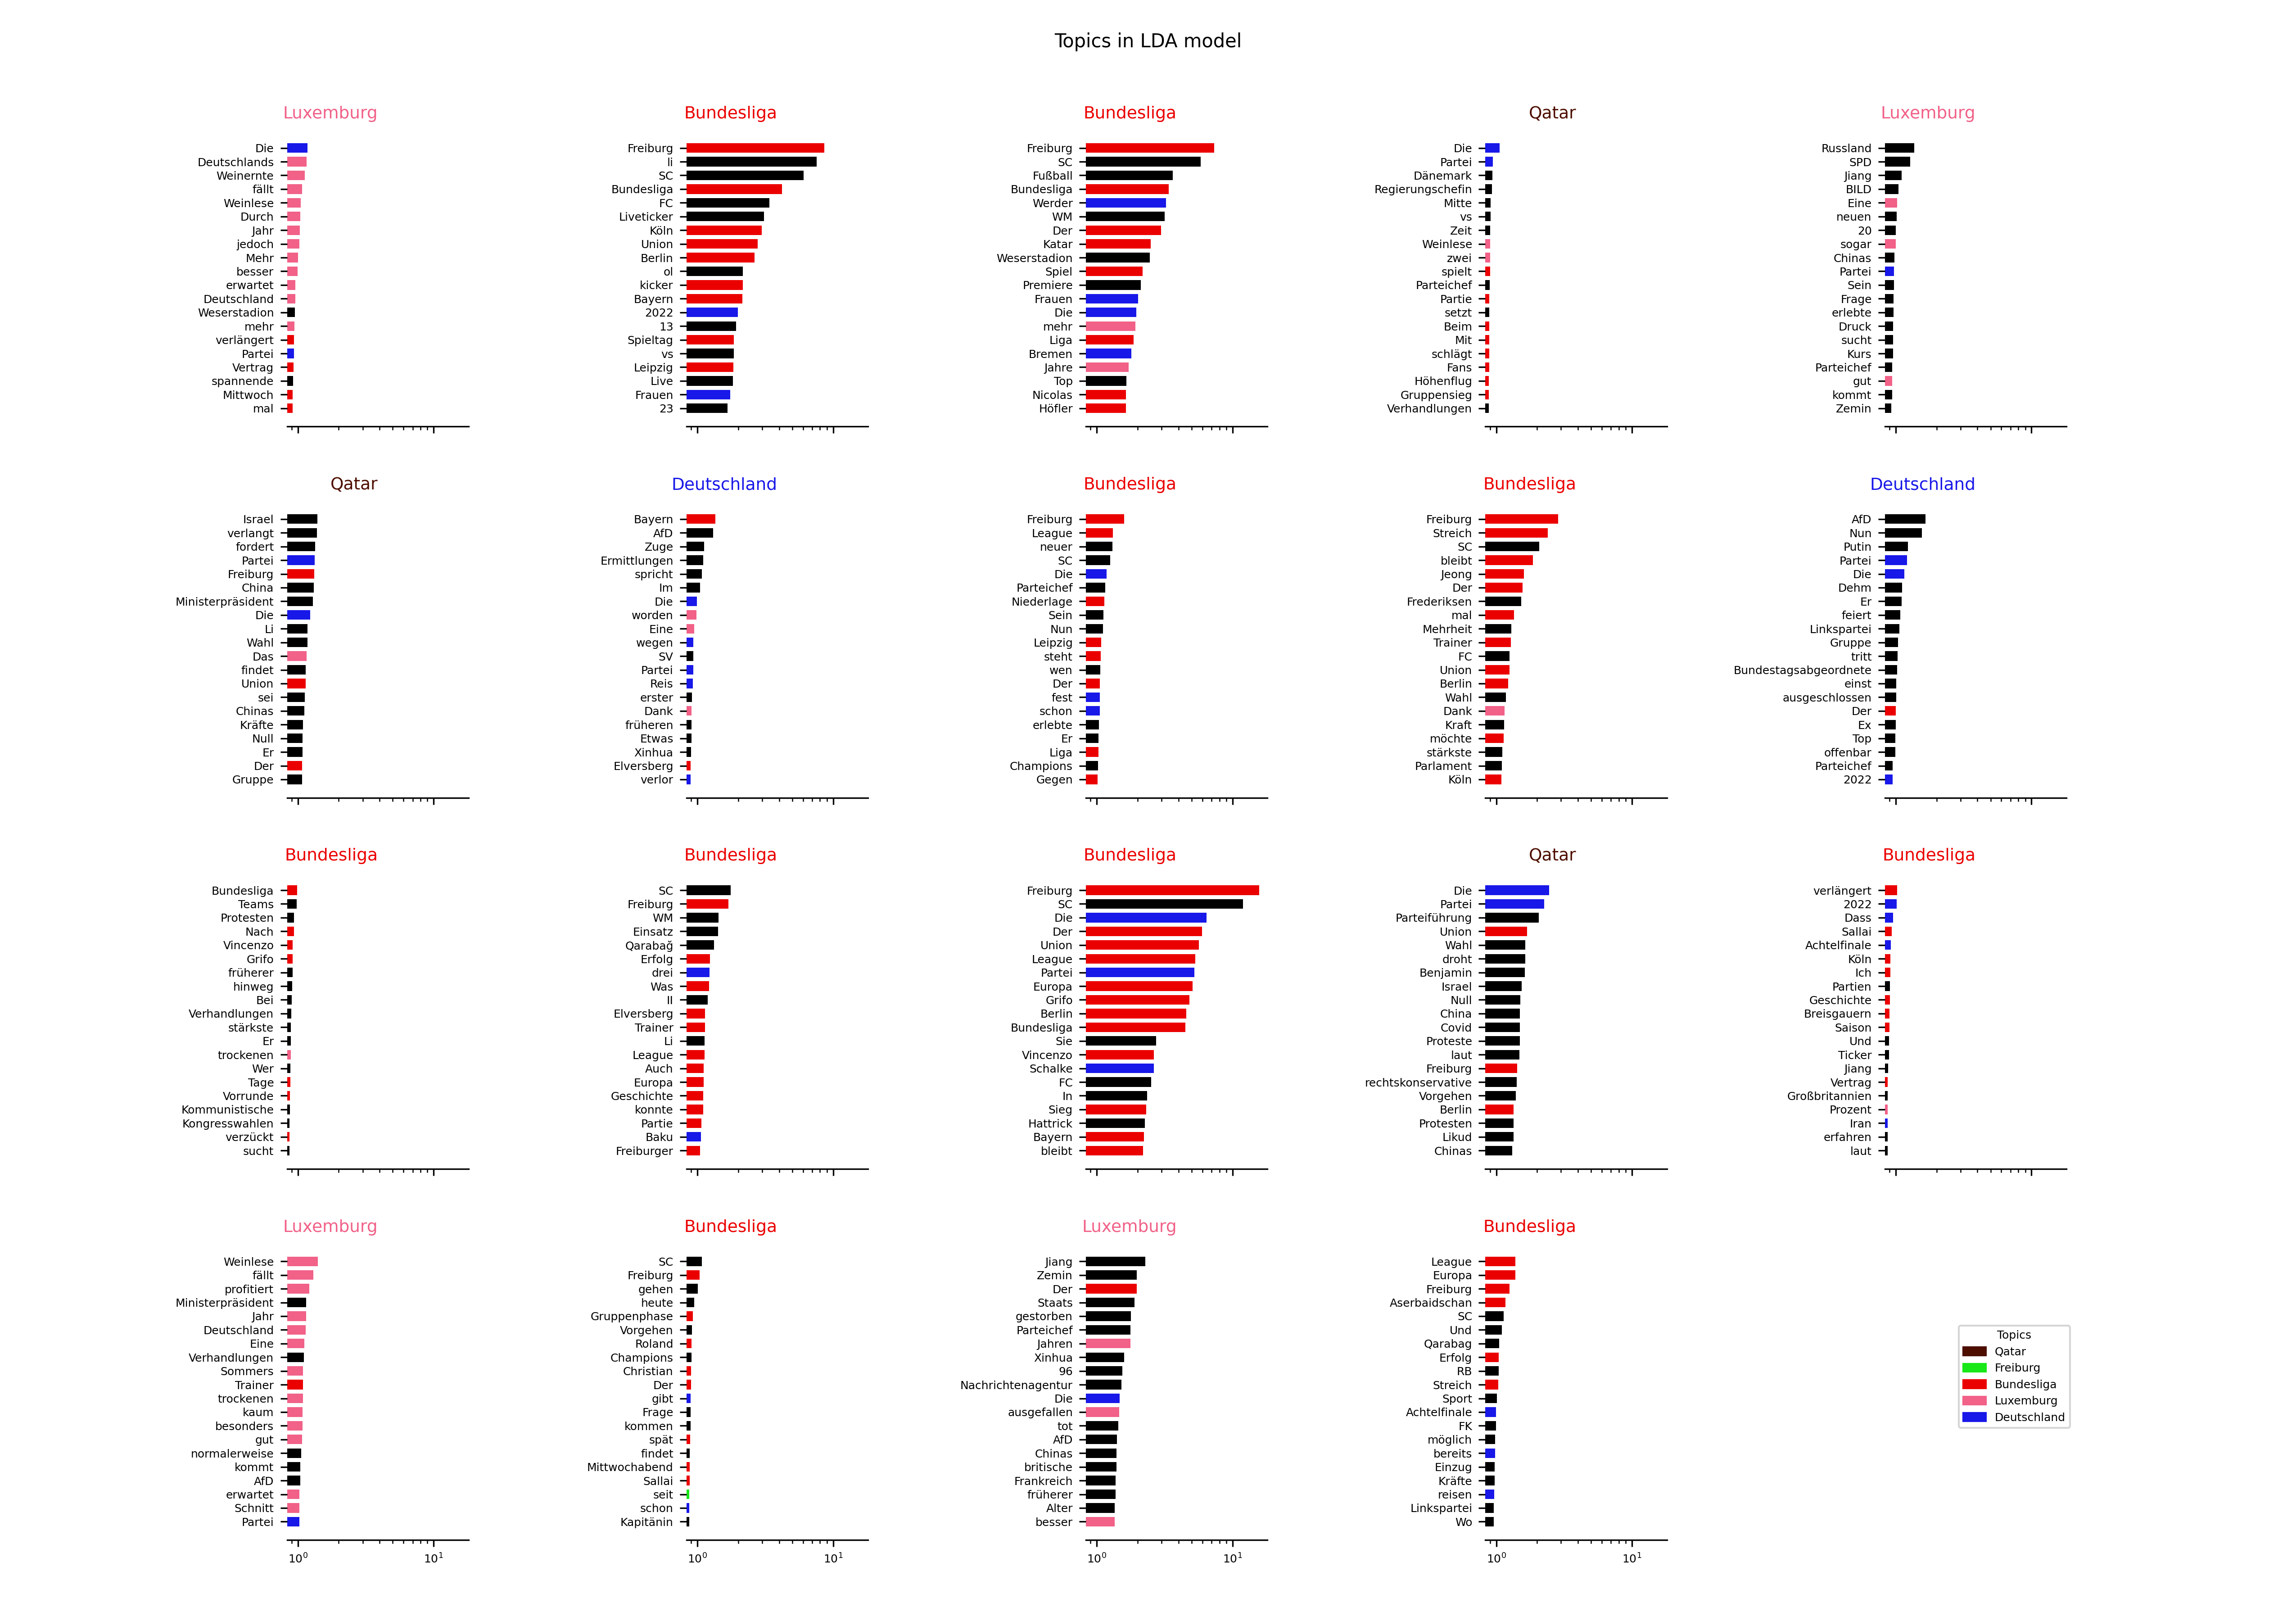 Topics in LDA model
Luxemburg
Die
Deutschlands
Weinernte
fällt
Weinlese
Durch
Jahr
jedoch
Mehr
besser
erwartet
Deutschland
Weserstadion
mehr
verlängert
Partei
Vertrag
spannende
Mittwoch
mal
Bundesliga
Freiburg
li
SC
Bundesliga
FC
Liveticker
Köln
Union
Berlin
ol
kicker
Bayern
2022
13
Spieltag
vs
Leipzig
Live
Frauen
23
Bundesliga
Freiburg
SC
Fußball
Bundesliga
Werder
WM
Der
Katar
Weserstadion
Spiel
Premiere
Frauen
Die
mehr
Liga
Bremen
Jahre
Top
Nicolas
Höfler
Qatar
Die
Partei
Dänemark
Regierungschefin
Mitte
vs
Zeit
Weinlese
zwei
spielt
Parteichef
Partie
setzt
Beim
Mit
schlägt
Fans
Höhenflug
Gruppensieg
Verhandlungen
Luxemburg
Russland
SPD
Jiang
BILD
Eine
neuen
20
sogar
Chinas
Partei
Sein
Frage
erlebte
Druck
sucht
Kurs
Parteichef
gut
kommt
Zemin
Qatar
Israel
verlangt
fordert
Partei
Freiburg
China
Ministerpräsident
Die
Li
Wahl
Das
findet
Union
sei
Chinas
Kräfte
Null
Er
Der
Gruppe
Deutschland
Bayern
AfD
Zuge
Ermittlungen
spricht
Im
Die
worden
Eine
wegen
SV
Partei
Reis
erster
Dank
früheren
Etwas
Xinhua
Elversberg
verlor
Bundesliga
Freiburg
League
neuer
SC
Die
Parteichef
Niederlage
Sein
Nun
Leipzig
steht
wen
Der
fest
schon
erlebte
Er
Liga
Champions
Gegen
Bundesliga
Freiburg
Streich
SC
bleibt
Jeong
Der
Frederiksen
mal
Mehrheit
Trainer
FC
Union
Berlin
Wahl
Dank
Kraft
möchte
stärkste
Parlament
Köln
Deutschland
AfD
Nun
Putin
Partei
Die
Dehm
Er
feiert
Linkspartei
Gruppe
tritt
Bundestagsabgeordnete
einst
ausgeschlossen
Der
Ex
Top
offenbar
Parteichef
2022
Bundesliga
Bundesliga
Teams
Protesten
Nach
Vincenzo
Grifo
früherer
hinweg
Bei
Verhandlungen
stärkste
Er
trockenen
Wer
Tage
Vorrunde
Kommunistische
Kongresswahlen
verzückt
sucht
Bundesliga
SC
Freiburg
WM
Einsatz
Qarabağ
Erfolg
drei
Was
II
Elversberg
Trainer
Li
League
Auch
Europa
Geschichte
konnte
Partie
Baku
Freiburger
Bundesliga
Freiburg
SC
Die
Der
Union
League
Partei
Europa
Grifo
Berlin
Bundesliga
Sie
Vincenzo
Schalke
FC
In
Sieg
Hattrick
Bayern
bleibt
Qatar
Die
Partei
Parteiführung
Union
Wahl
droht
Benjamin
Israel
Null
China
Covid
Proteste
laut
Freiburg
rechtskonservative
Vorgehen
Berlin
Protesten
Likud
Chinas
Bundesliga
verlängert
2022
Dass
Sallai
Achtelfinale
Köln
Ich
Partien
Geschichte
Breisgauern
Saison
Und
Ticker
Jiang
Vertrag
Großbritannien
Prozent
Iran
erfahren
laut
Luxemburg
Weinlese
fällt
profitiert
Ministerpräsident
Jahr
Deutschland
Eine
Verhandlungen
Sommers
Trainer
trockenen
kaum
besonders
gut
normalerweise
kommt
AfD
erwartet
Schnitt
Partei
10⁰ 10¹
Bundesliga
SC
Freiburg
gehen
heute
Gruppenphase
Vorgehen
Roland
Champions
Christian
Der
gibt
Frage
kommen
spät
findet
Mittwochabend
Sallai
seit
schon
Kapitänin
10⁰ 10¹
Luxemburg
Jiang
Zemin
Der
Staats
gestorben
Parteichef
Jahren
Xinhua
96
Nachrichtenagentur
Die
ausgefallen
tot
AfD
Chinas
britische
Frankreich
früherer
Alter
besser
10⁰ 10¹
Bundesliga
League
Europa
Freiburg
Aserbaidschan
SC
Und
Qarabag
Erfolg
RB
Streich
Sport
Achtelfinale
FK
möglich
bereits
Einzug
Kräfte
reisen
Linkspartei
Wo
10⁰ 10¹
Topics
Qatar
Freiburg
Bundesliga
Luxemburg
Deutschland